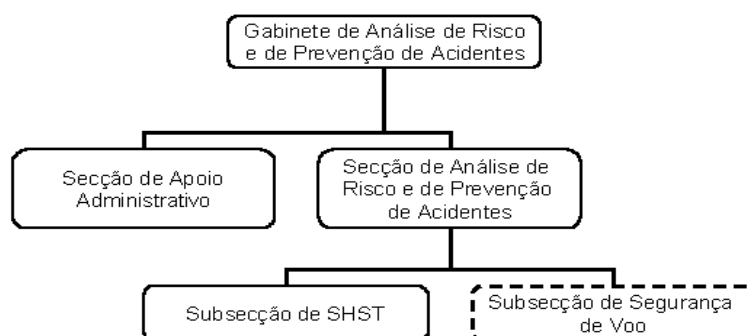 Gabinete de Análise de Risco
e de Prevenção de Acidentes
Secção de Apoio
Administrativo
Secção de Análise de
Risco e de Prevenção
de Acidentes
Subsecção de SHST
Subsecção de Segurança
de Voo